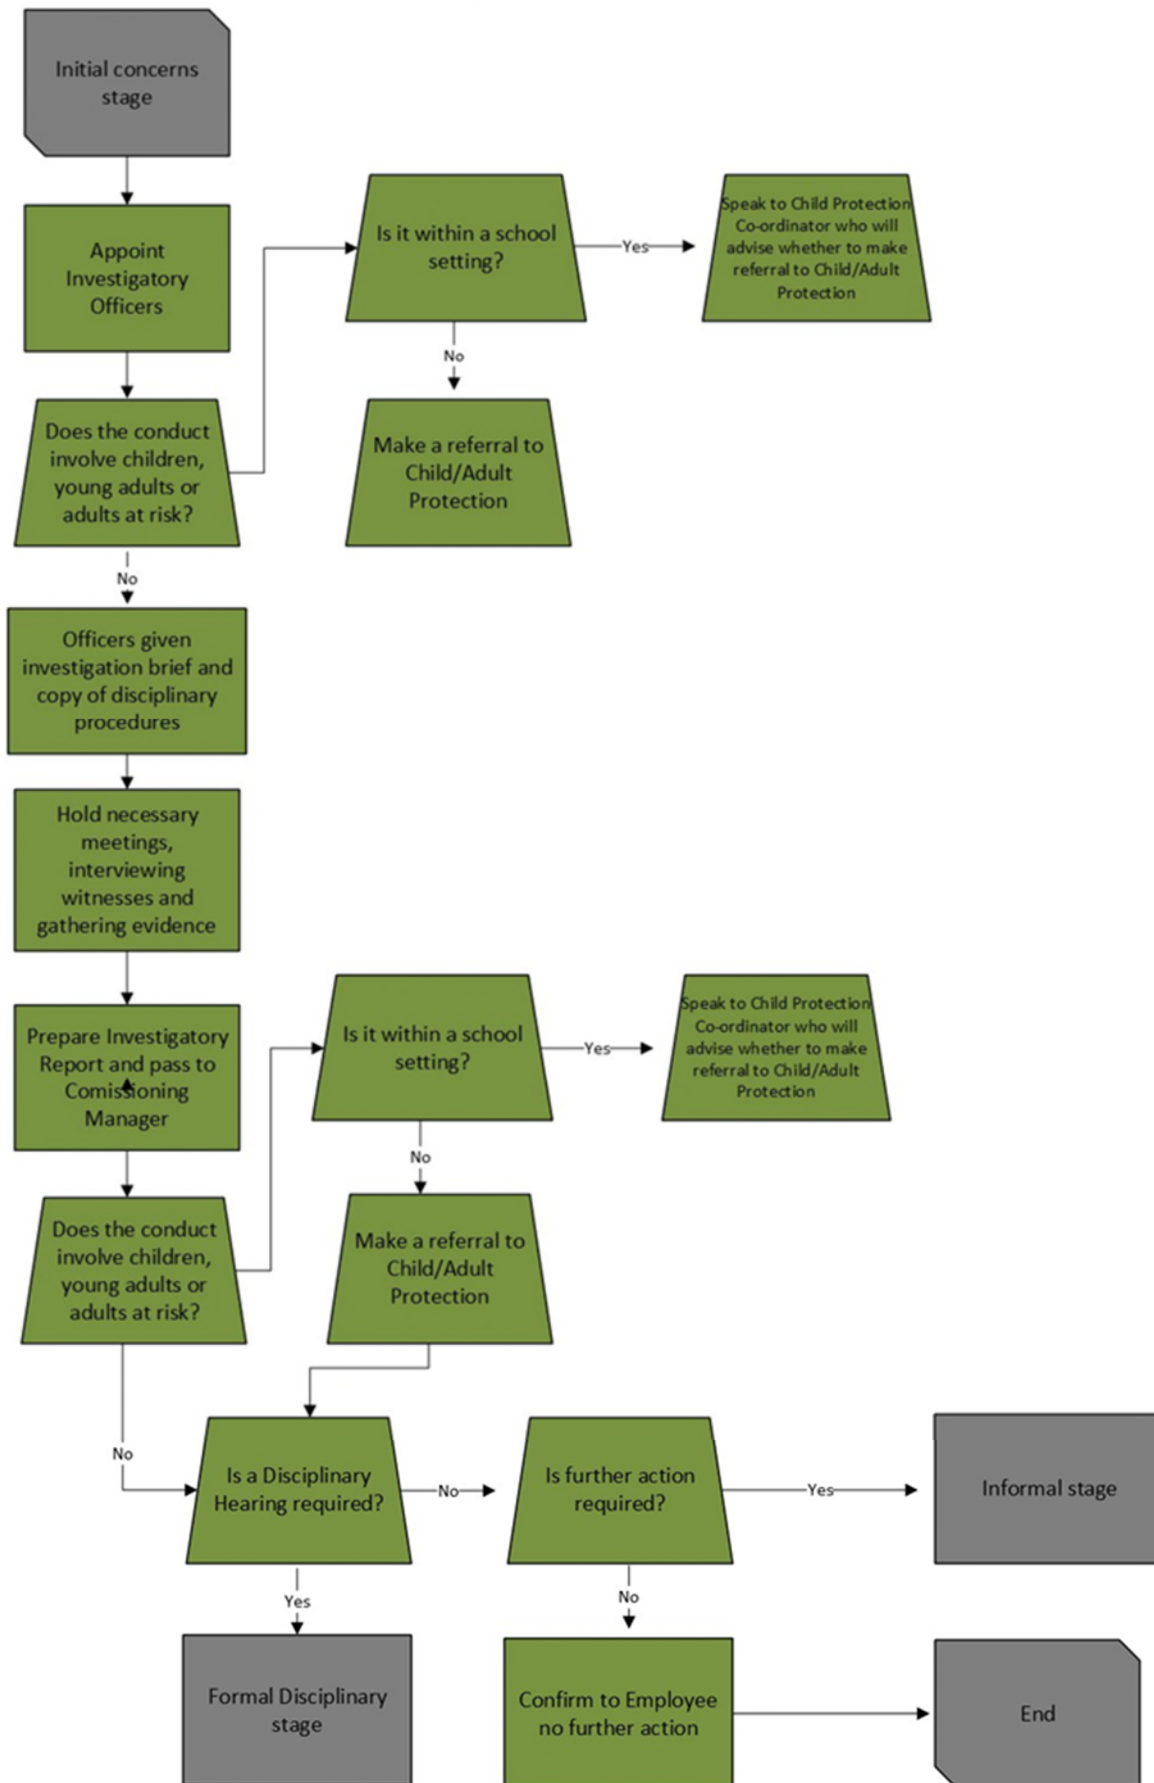 Initial concerns
stage
Appoint
Investigatory
Officers
Is it within a school
setting?
Yes
Speak to Child Protection
Co-ordinator who will
advise whether to make
referral to Child/Adult
Protection
No
Make a referral to
Child/Adult
Protection
Does the conduct
involve children,
young adults or
adults at risk?
No
Officers given
investigation brief and
copy of disciplinary
procedures
Hold necessary
meetings,
interviewing
witnesses and
gathering evidence
Prepare Investigatory
Report and pass to
Comissioning
Manager
Is it within a school
setting?
Yes
Speak to Child Protection
Co-ordinator who will
advise whether to make
referral to Child/Adult
Protection
No
Does the conduct
involve children,
young adults or
adults at risk?
Make a referral to
Child/Adult
Protection
No
Is a Disciplinary
Hearing required?
No
Is further action
required?
Yes
Informal stage
Yes
No
Formal Disciplinary
stage
Confirm to Employee
no further action
End